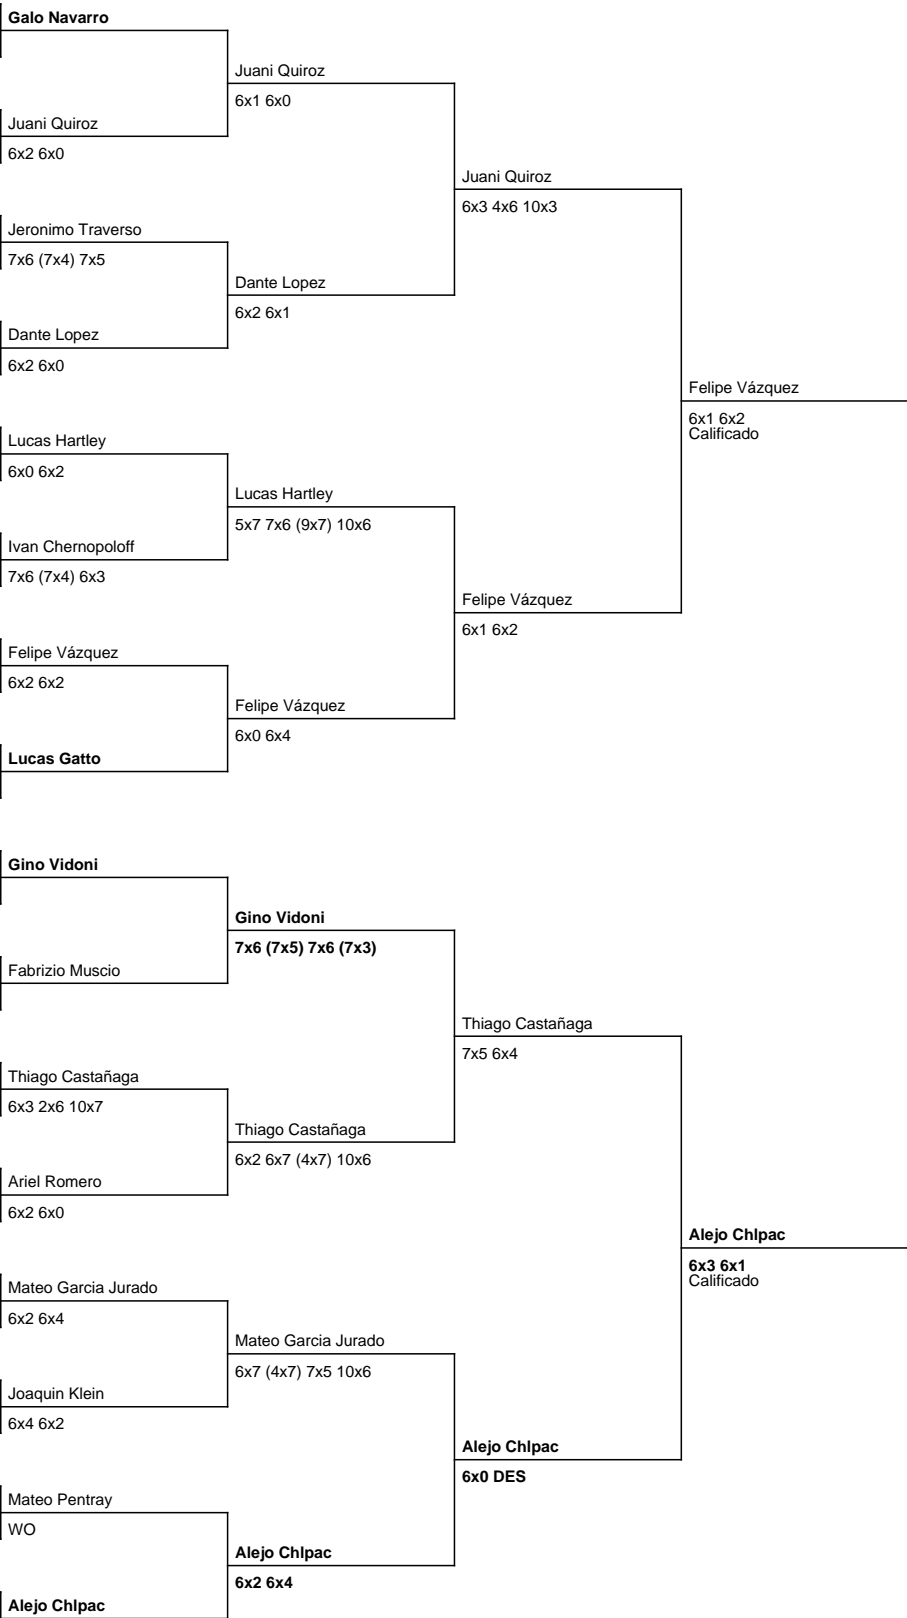 Galo Navarro
Juani Quiroz
6x1 6x0
Juani Quiroz
6x2 6x0
Juani Quiroz
6x3 4x6 10x3
Jeronimo Traverso
7x6 (7x4) 7x5
Dante Lopez
6x2 6x1
Dante Lopez
6x2 6x0
Felipe Vázquez
6x1 6x2
Calificado
Lucas Hartley
6x0 6x2
Lucas Hartley
5x7 7x6 (9x7) 10x6
Ivan Chernopoloff
7x6 (7x4) 6x3
Felipe Vázquez
6x1 6x2
Felipe Vázquez
6x2 6x2
Felipe Vázquez
6x0 6x4
Lucas Gatto
Gino Vidoni
Gino Vidoni
7x6 (7x5) 7x6 (7x3)
Fabrizio Muscio
Thiago Castañaga
7x5 6x4
Thiago Castañaga
6x3 2x6 10x7
Thiago Castañaga
6x2 6x7 (4x7) 10x6
Ariel Romero
6x2 6x0
Alejo Chlpac
6x3 6x1
Calificado
Mateo Garcia Jurado
6x2 6x4
Mateo Garcia Jurado
6x7 (4x7) 7x5 10x6
Joaquin Klein
6x4 6x2
Alejo Chlpac
6x0 DES
Mateo Pentray
WO
Alejo Chlpac
6x2 6x4
Alejo Chlpac